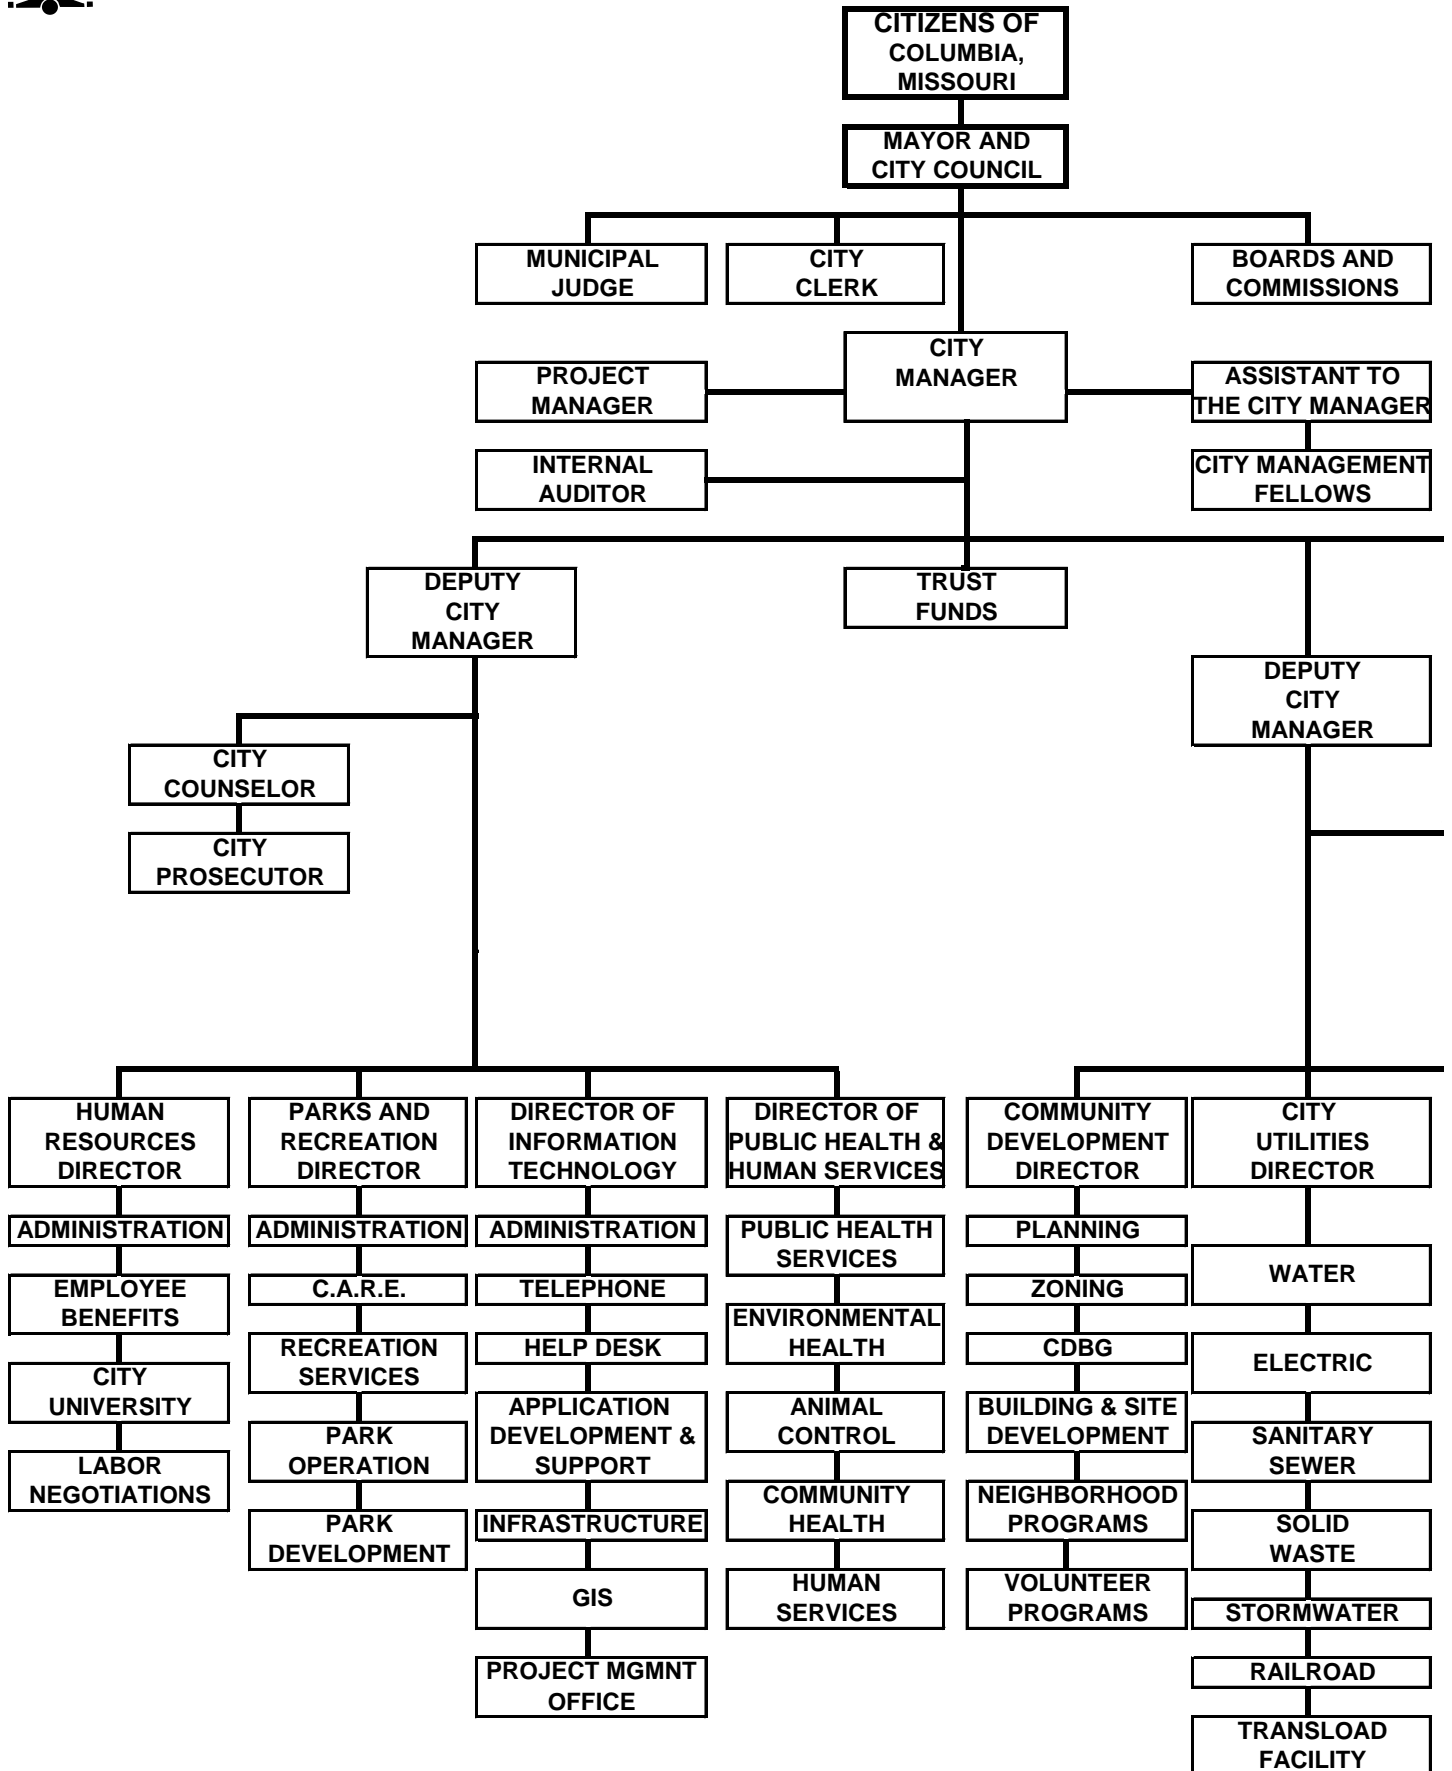 CITIZENS OF
COLUMBIA,
MISSOURI
MAYOR AND
CITY COUNCIL
MUNICIPAL
JUDGE
CITY
CLERK
BOARDS AND
COMMISSIONS
CITY
MANAGER
PROJECT
MANAGER
ASSISTANT TO
THE CITY MANAGER
INTERNAL
AUDITOR
CITY MANAGEMENT
FELLOWS
DEPUTY
CITY
MANAGER
TRUST
FUNDS
DEPUTY
CITY
MANAGER
CITY
COUNSELOR
CITY
PROSECUTOR
HUMAN
RESOURCES
DIRECTOR
ADMINISTRATION
EMPLOYEE
BENEFITS
CITY
UNIVERSITY
LABOR
NEGOTIATIONS
PARKS AND
RECREATION
DIRECTOR
ADMINISTRATION
C.A.R.E.
RECREATION
SERVICES
PARK
OPERATION
PARK
DEVELOPMENT
DIRECTOR OF
INFORMATION
TECHNOLOGY
ADMINISTRATION
TELEPHONE
HELP DESK
APPLICATION
DEVELOPMENT &
SUPPORT
INFRASTRUCTURE
GIS
PROJECT MGMNT
OFFICE
DIRECTOR OF
PUBLIC HEALTH &
HUMAN SERVICES
PUBLIC HEALTH
SERVICES
ENVIRONMENTAL
HEALTH
ANIMAL
CONTROL
COMMUNITY
HEALTH
HUMAN
SERVICES
COMMUNITY
DEVELOPMENT
DIRECTOR
PLANNING
ZONING
CDBG
BUILDING & SITE
DEVELOPMENT
NEIGHBORHOOD
PROGRAMS
VOLUNTEER
PROGRAMS
CITY
UTILITIES
DIRECTOR
WATER
ELECTRIC
SANITARY
SEWER
SOLID
WASTE
STORMWATER
RAILROAD
TRANSLOAD
FACILITY